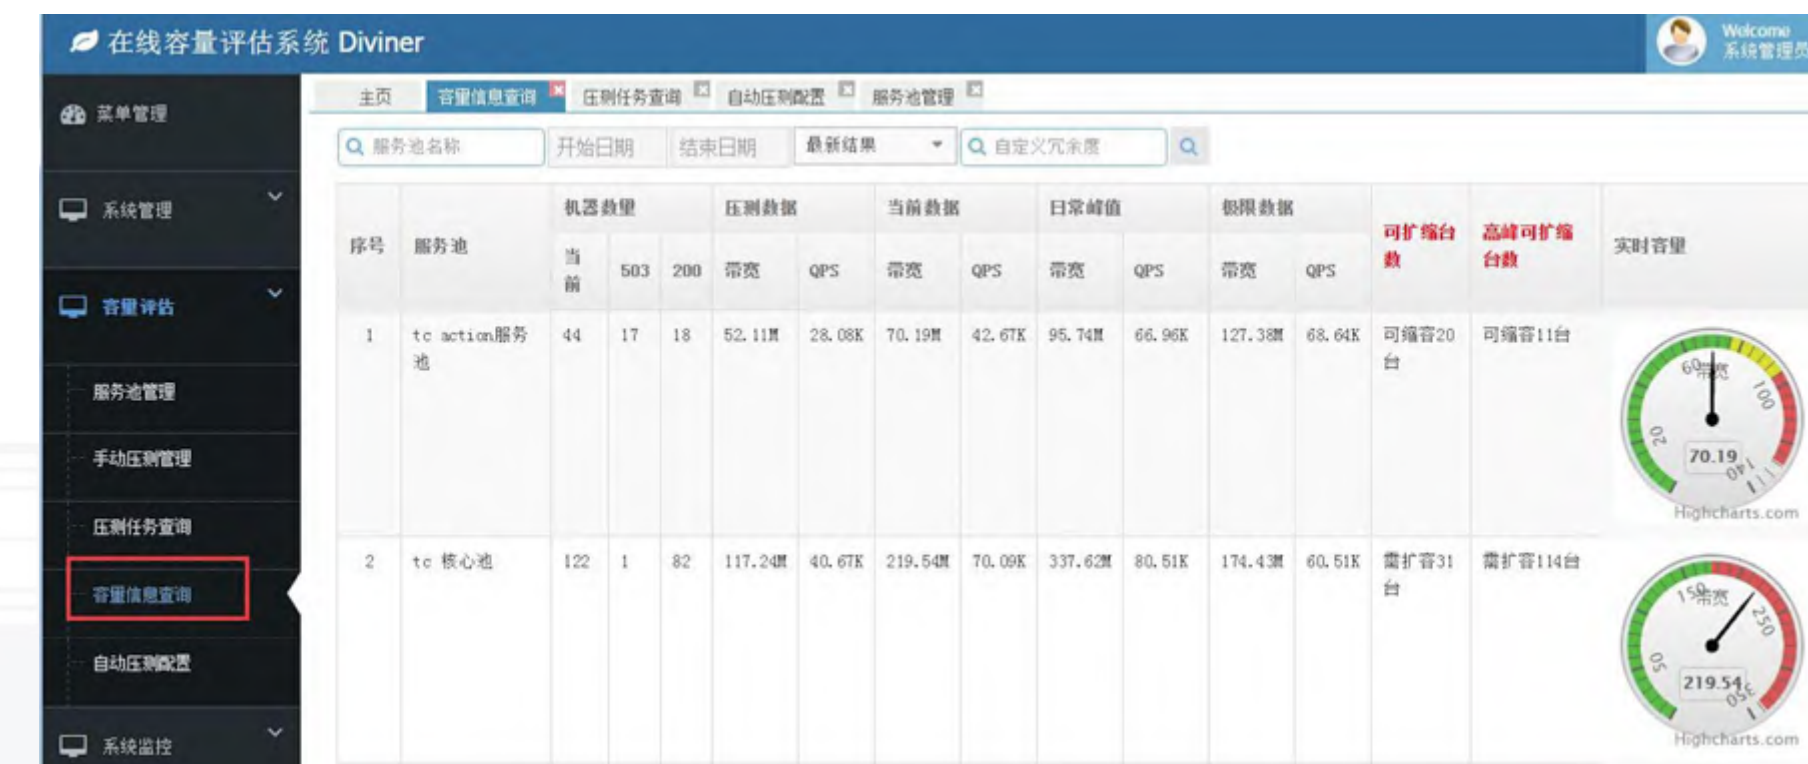 在线容量评估系统 Diviner
Welcome
系统管理员
菜单管理
系统管理
容量评估
服务池管理
手动压测管理
压测任务查询
容量信息查询
自动压测配置
系统监控
主页 容量信息查询 压测任务查询 自动压测配置 服务池管理
服务池名称 开始日期 结束日期 最新结果 自定义冗余度
序号 服务池 机器数量 压测数据 当前数据 日常峰值 极限数据 可扩缩台数 高峰可扩缩台数 实时容量
当前 503 200 带宽 QPS 带宽 QPS 带宽 QPS 带宽 QPS
1 tc action服务池 44 17 18 52.11M 28.08K 70.19M 42.67K 95.74M 66.96K 127.38M 68.64K 可缩容20台 可缩容11台
20 60 带宽 100 140
70.19
Highcharts.com
2 tc 核心池 122 1 82 117.24M 40.67K 219.54M 70.09K 337.62M 80.51K 174.43M 60.51K 需扩容31台 需扩容114台
50 150 带宽 250 350
219.54
Highcharts.com